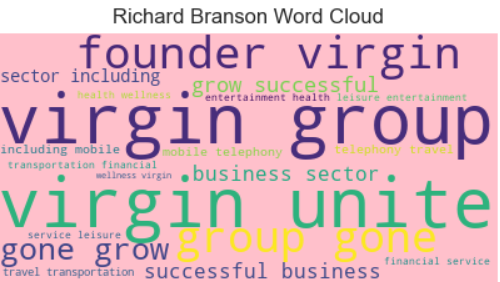 Richard Branson Word Cloud
founder virgin
sector including
grow successful
health wellness
entertainment health
leisure entertainment
virgin group
including mobile
mobile telephony
telephony travel
transportation financial
wellness virgin
business sector
virgin unite
service leisure
group gone
gone grow
financial service
travel transportation
successful business